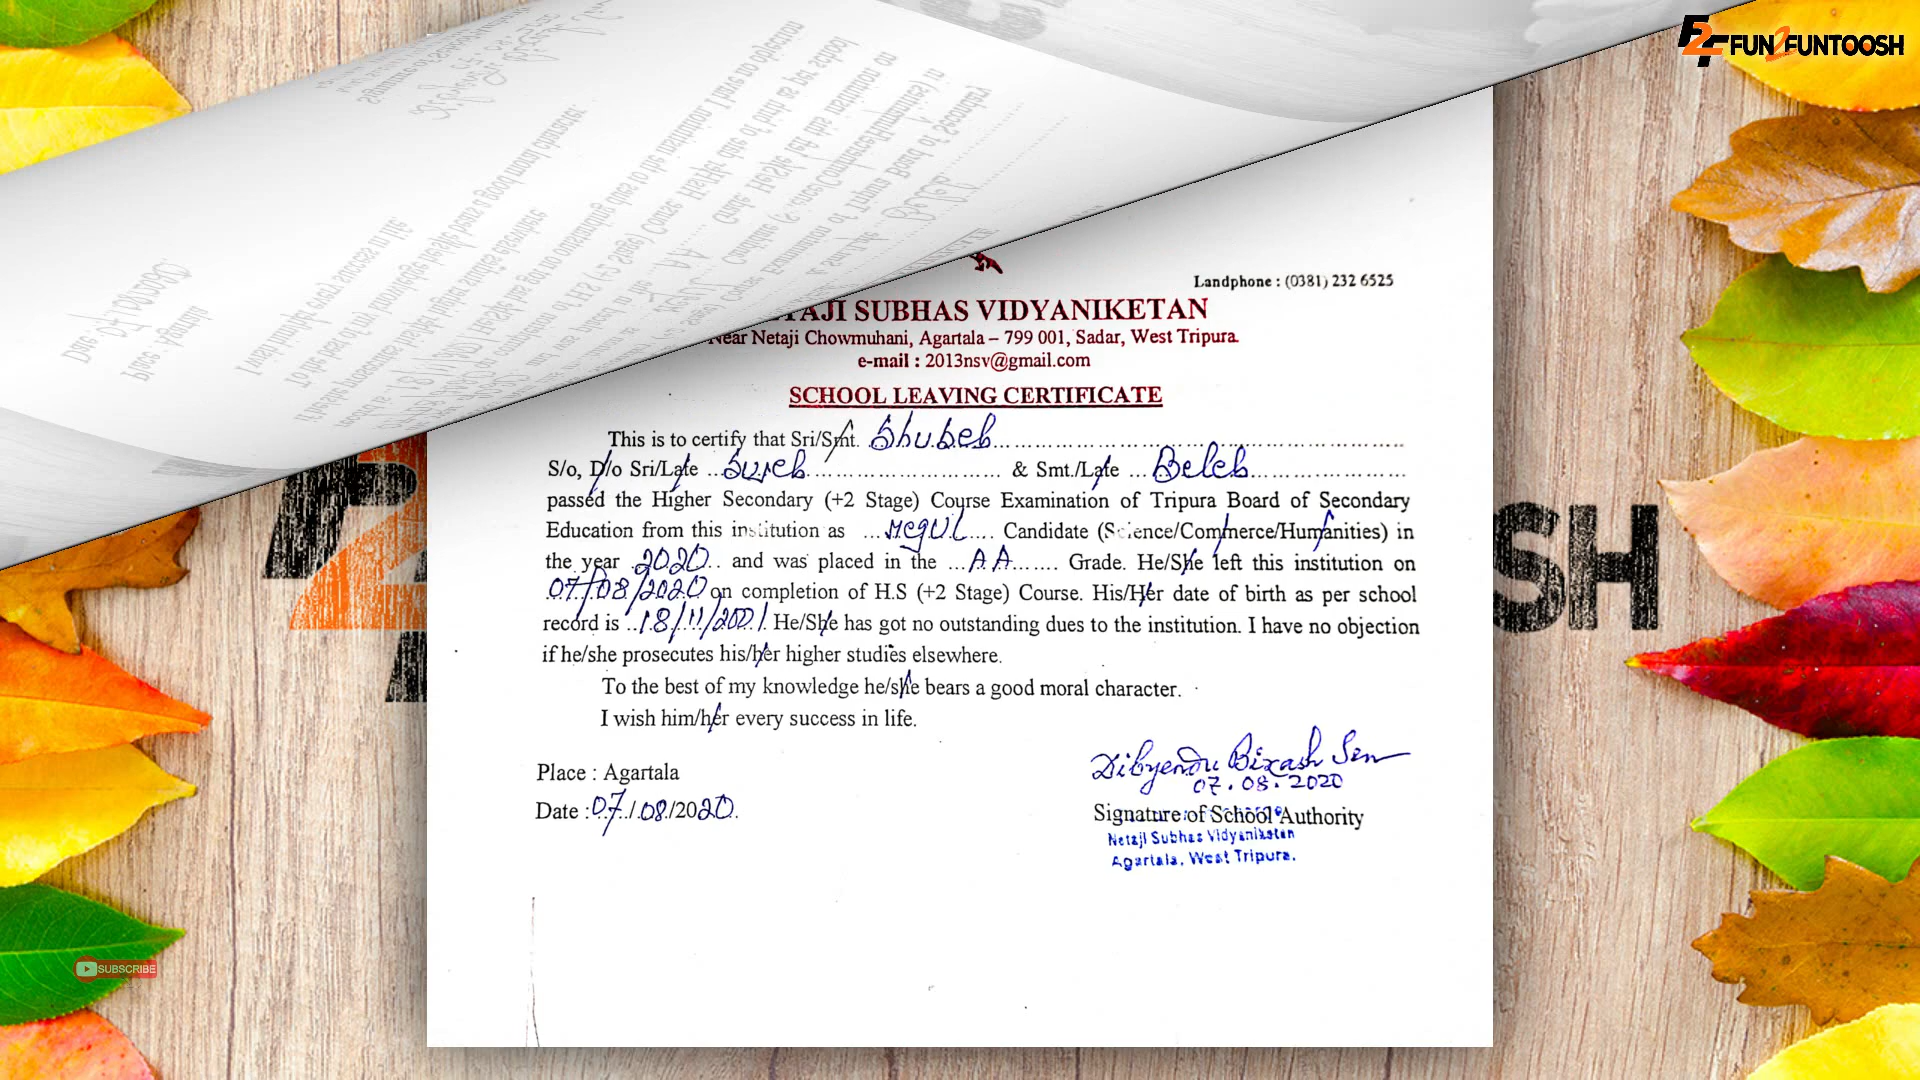 F2F FUN2FUNTOOSH
Landphone : (0381) 232 6525
TAJI SUBHAS VIDYANIKETAN
Near Netaji Chowmuhani, Agartala – 799 001, Sadar, West Tripura.
e-mail : 2013nsv@gmail.com
SCHOOL LEAVING CERTIFICATE
This is to certify that Sri/Smt.
S/o, D/o Sri/Late & Smt./Late
passed the Higher Secondary (+2 Stage) Course Examination of Tripura Board of Secondary
Education from this institution as Candidate (Science/Commerce/Humanities) in
the year 2020 and was placed in the AA Grade. He/She left this institution on
07/08/2020 on completion of H.S (+2 Stage) Course. His/Her date of birth as per school
record is 18/11/2001. He/She has got no outstanding dues to the institution. I have no objection
if he/she prosecutes his/her higher studies elsewhere.
To the best of my knowledge he/she bears a good moral character.
I wish him/her every success in life.
Dibyendu Bikash Sen
07.08.2020
Place : Agartala
Date : 07/08/2020.
Signature of School Authority
Netaji Subhas Vidyaniketan
Agartala, West Tripura.
SH
SUBSCRIBE